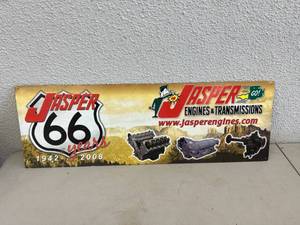 JASPER
66
years
1942 - 2008
JASPER
GO!
ENGINES & TRANSMISSIONS
www.jasperengines.com